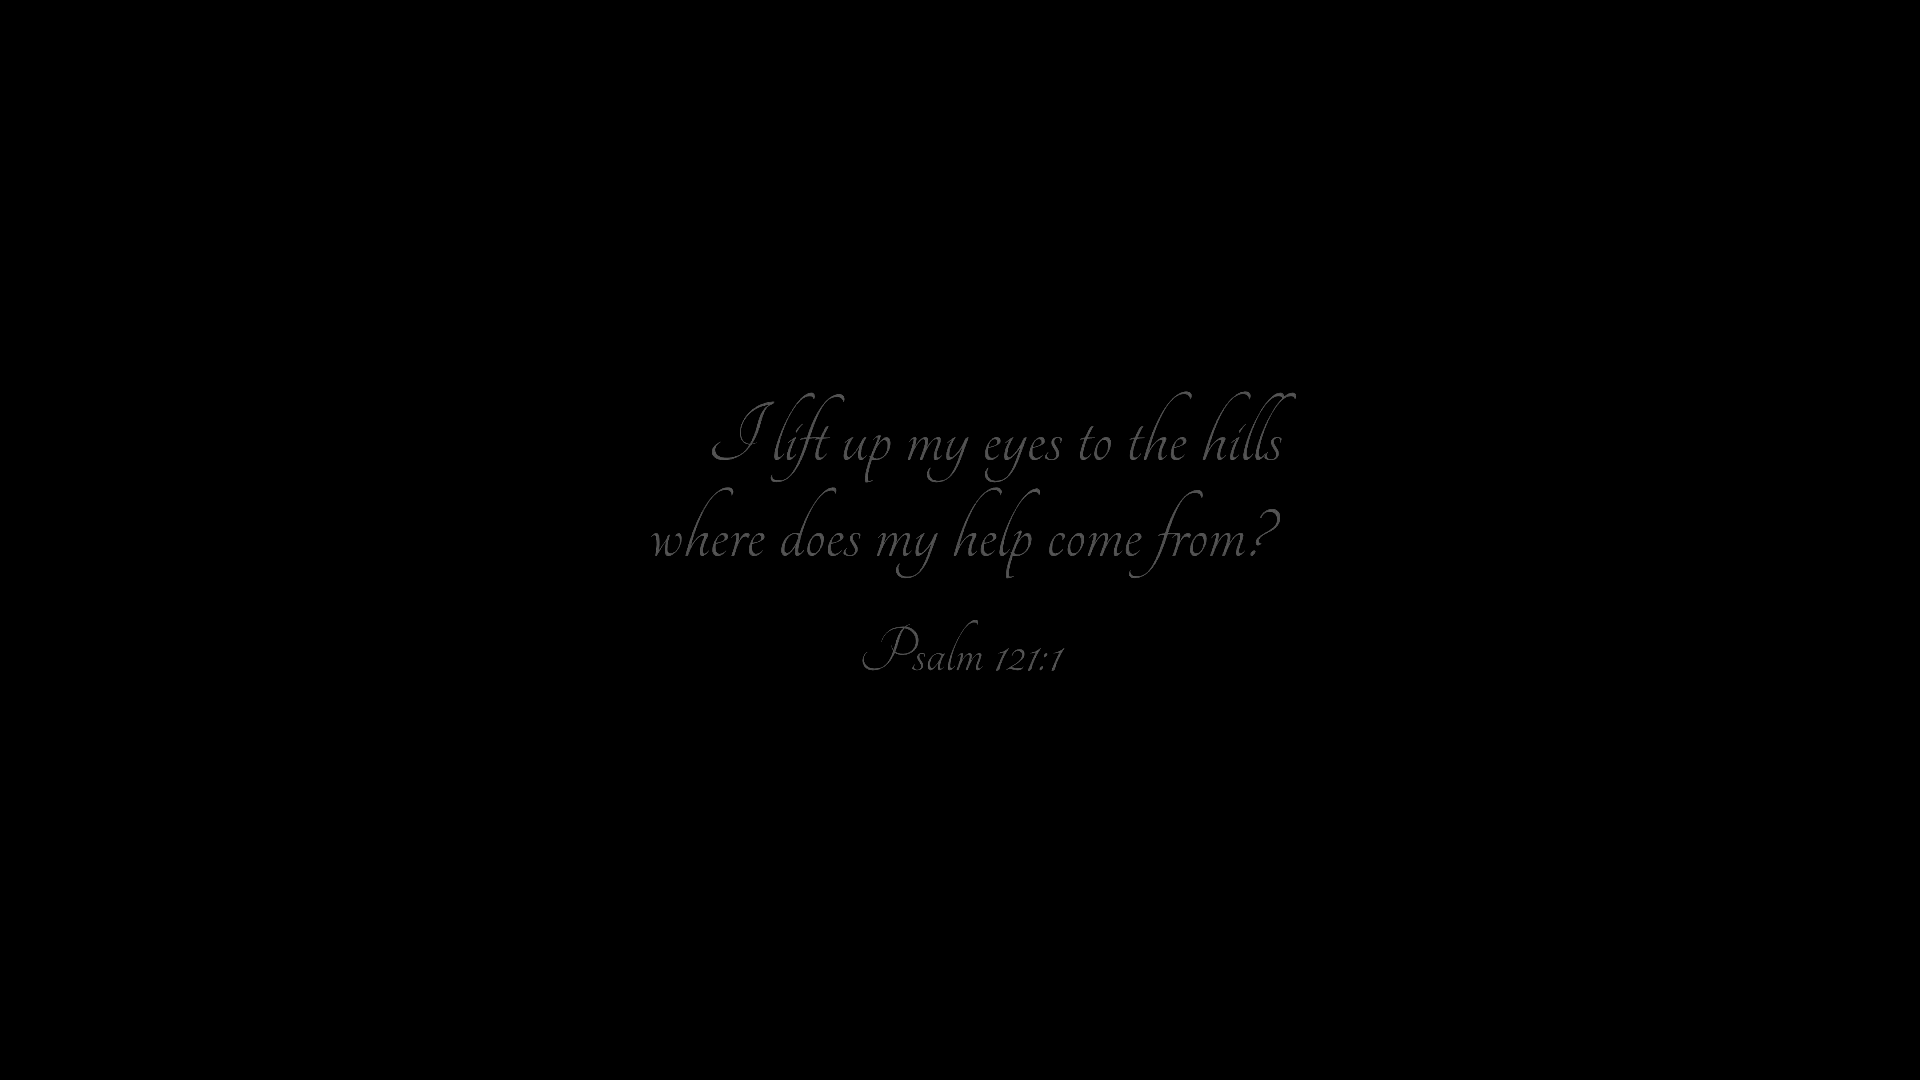 I lift up my eyes to the hills
where does my help come from?
Psalm 121:1